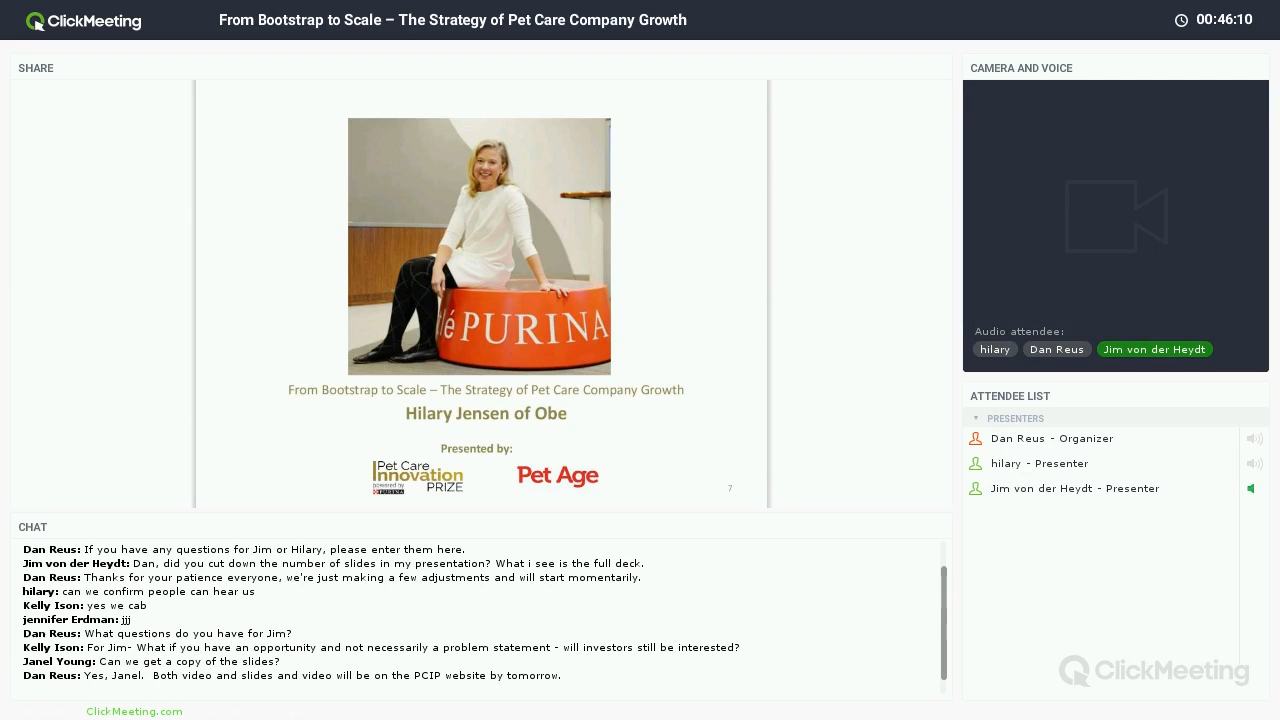 ClickMeeting
From Bootstrap to Scale – The Strategy of Pet Care Company Growth
00:46:10
SHARE
lé PURINA
From Bootstrap to Scale – The Strategy of Pet Care Company Growth
Hilary Jensen of Obe
Presented by:
Pet Care
Innovation
powered by
PURINA
PRIZE
Pet Age
7
CAMERA AND VOICE
Audio attendee:
hilary Dan Reus Jim von der Heydt
ATTENDEE LIST
PRESENTERS
Dan Reus - Organizer
hilary - Presenter
Jim von der Heydt - Presenter
ClickMeeting
CHAT
Dan Reus: If you have any questions for Jim or Hilary, please enter them here.
Jim von der Heydt: Dan, did you cut down the number of slides in my presentation? What i see is the full deck.
Dan Reus: Thanks for your patience everyone, we're just making a few adjustments and will start momentarily.
hilary: can we confirm people can hear us
Kelly Ison: yes we cab
jennifer Erdman: jjj
Dan Reus: What questions do you have for Jim?
Kelly Ison: For Jim- What if you have an opportunity and not necessarily a problem statement - will investors still be interested?
Janel Young: Can we get a copy of the slides?
Dan Reus: Yes, Janel.  Both video and slides and video will be on the PCIP website by tomorrow.
ClickMeeting.com